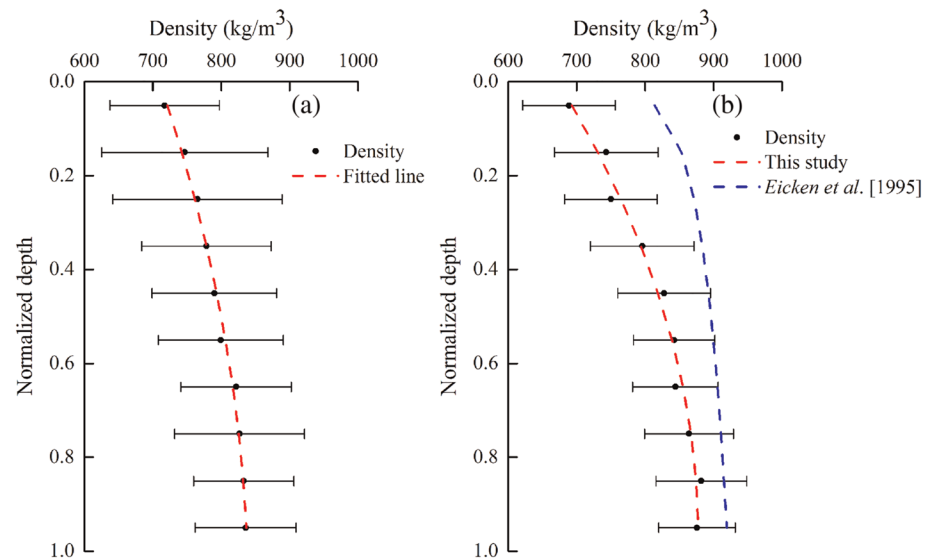 Density (kg/m³)
600 700 800 900 1000
0.0
0.2
0.4
0.6
0.8
1.0
Normalized depth
(a)
Density
Fitted line
Density (kg/m³)
600 700 800 900 1000
0.0
0.2
0.4
0.6
0.8
1.0
Normalized depth
(b)
Density
This study
Eicken et al. [1995]